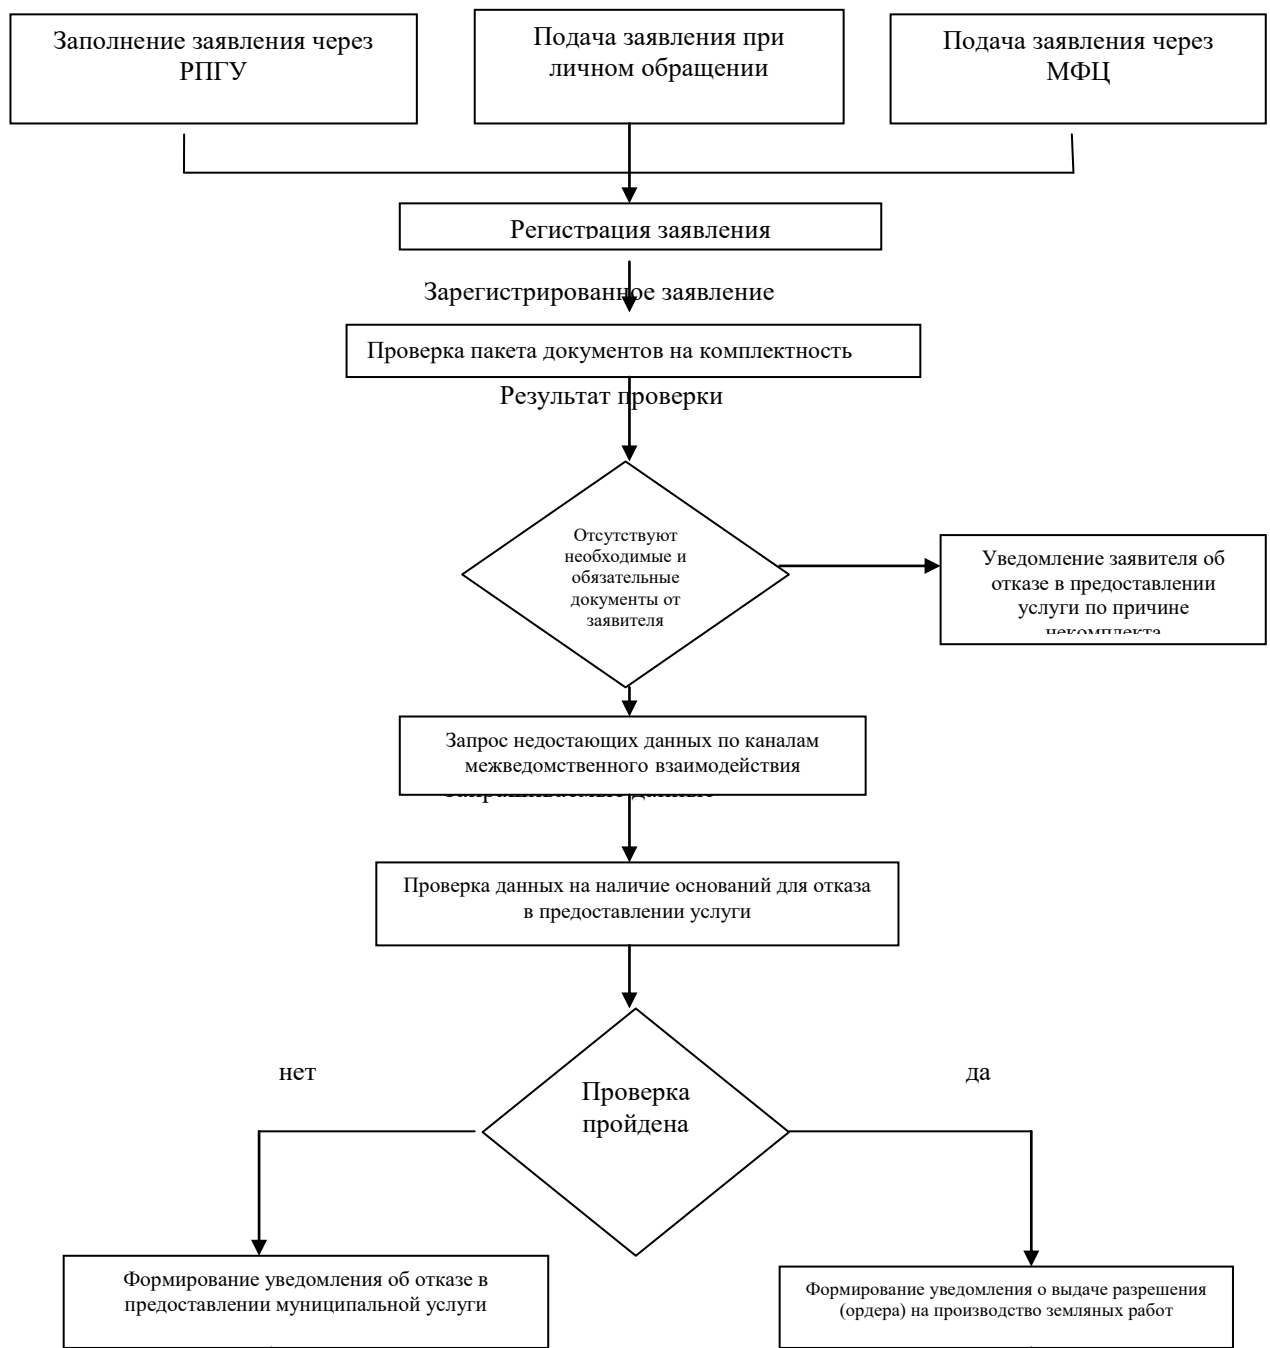 Заполнение заявления через
РПГУ
Подача заявления при
личном обращении
Подача заявления через
МФЦ
Регистрация заявления
Зарегистрированное заявление
Проверка пакета документов на комплектность
Результат проверки
Отсутствуют
необходимые и
обязательные
документы от
заявителя
Уведомление заявителя об
отказе в предоставлении
услуги по причине
некомплекта
Запрос недостающих данных по каналам
межведомственного взаимодействия
Запрашиваемые данные
Проверка данных на наличие оснований для отказа
в предоставлении услуги
нет
да
Проверка
пройдена
Формирование уведомления об отказе в
предоставлении муниципальной услуги
Формирование уведомления о выдаче разрешения
(ордера) на производство земляных работ